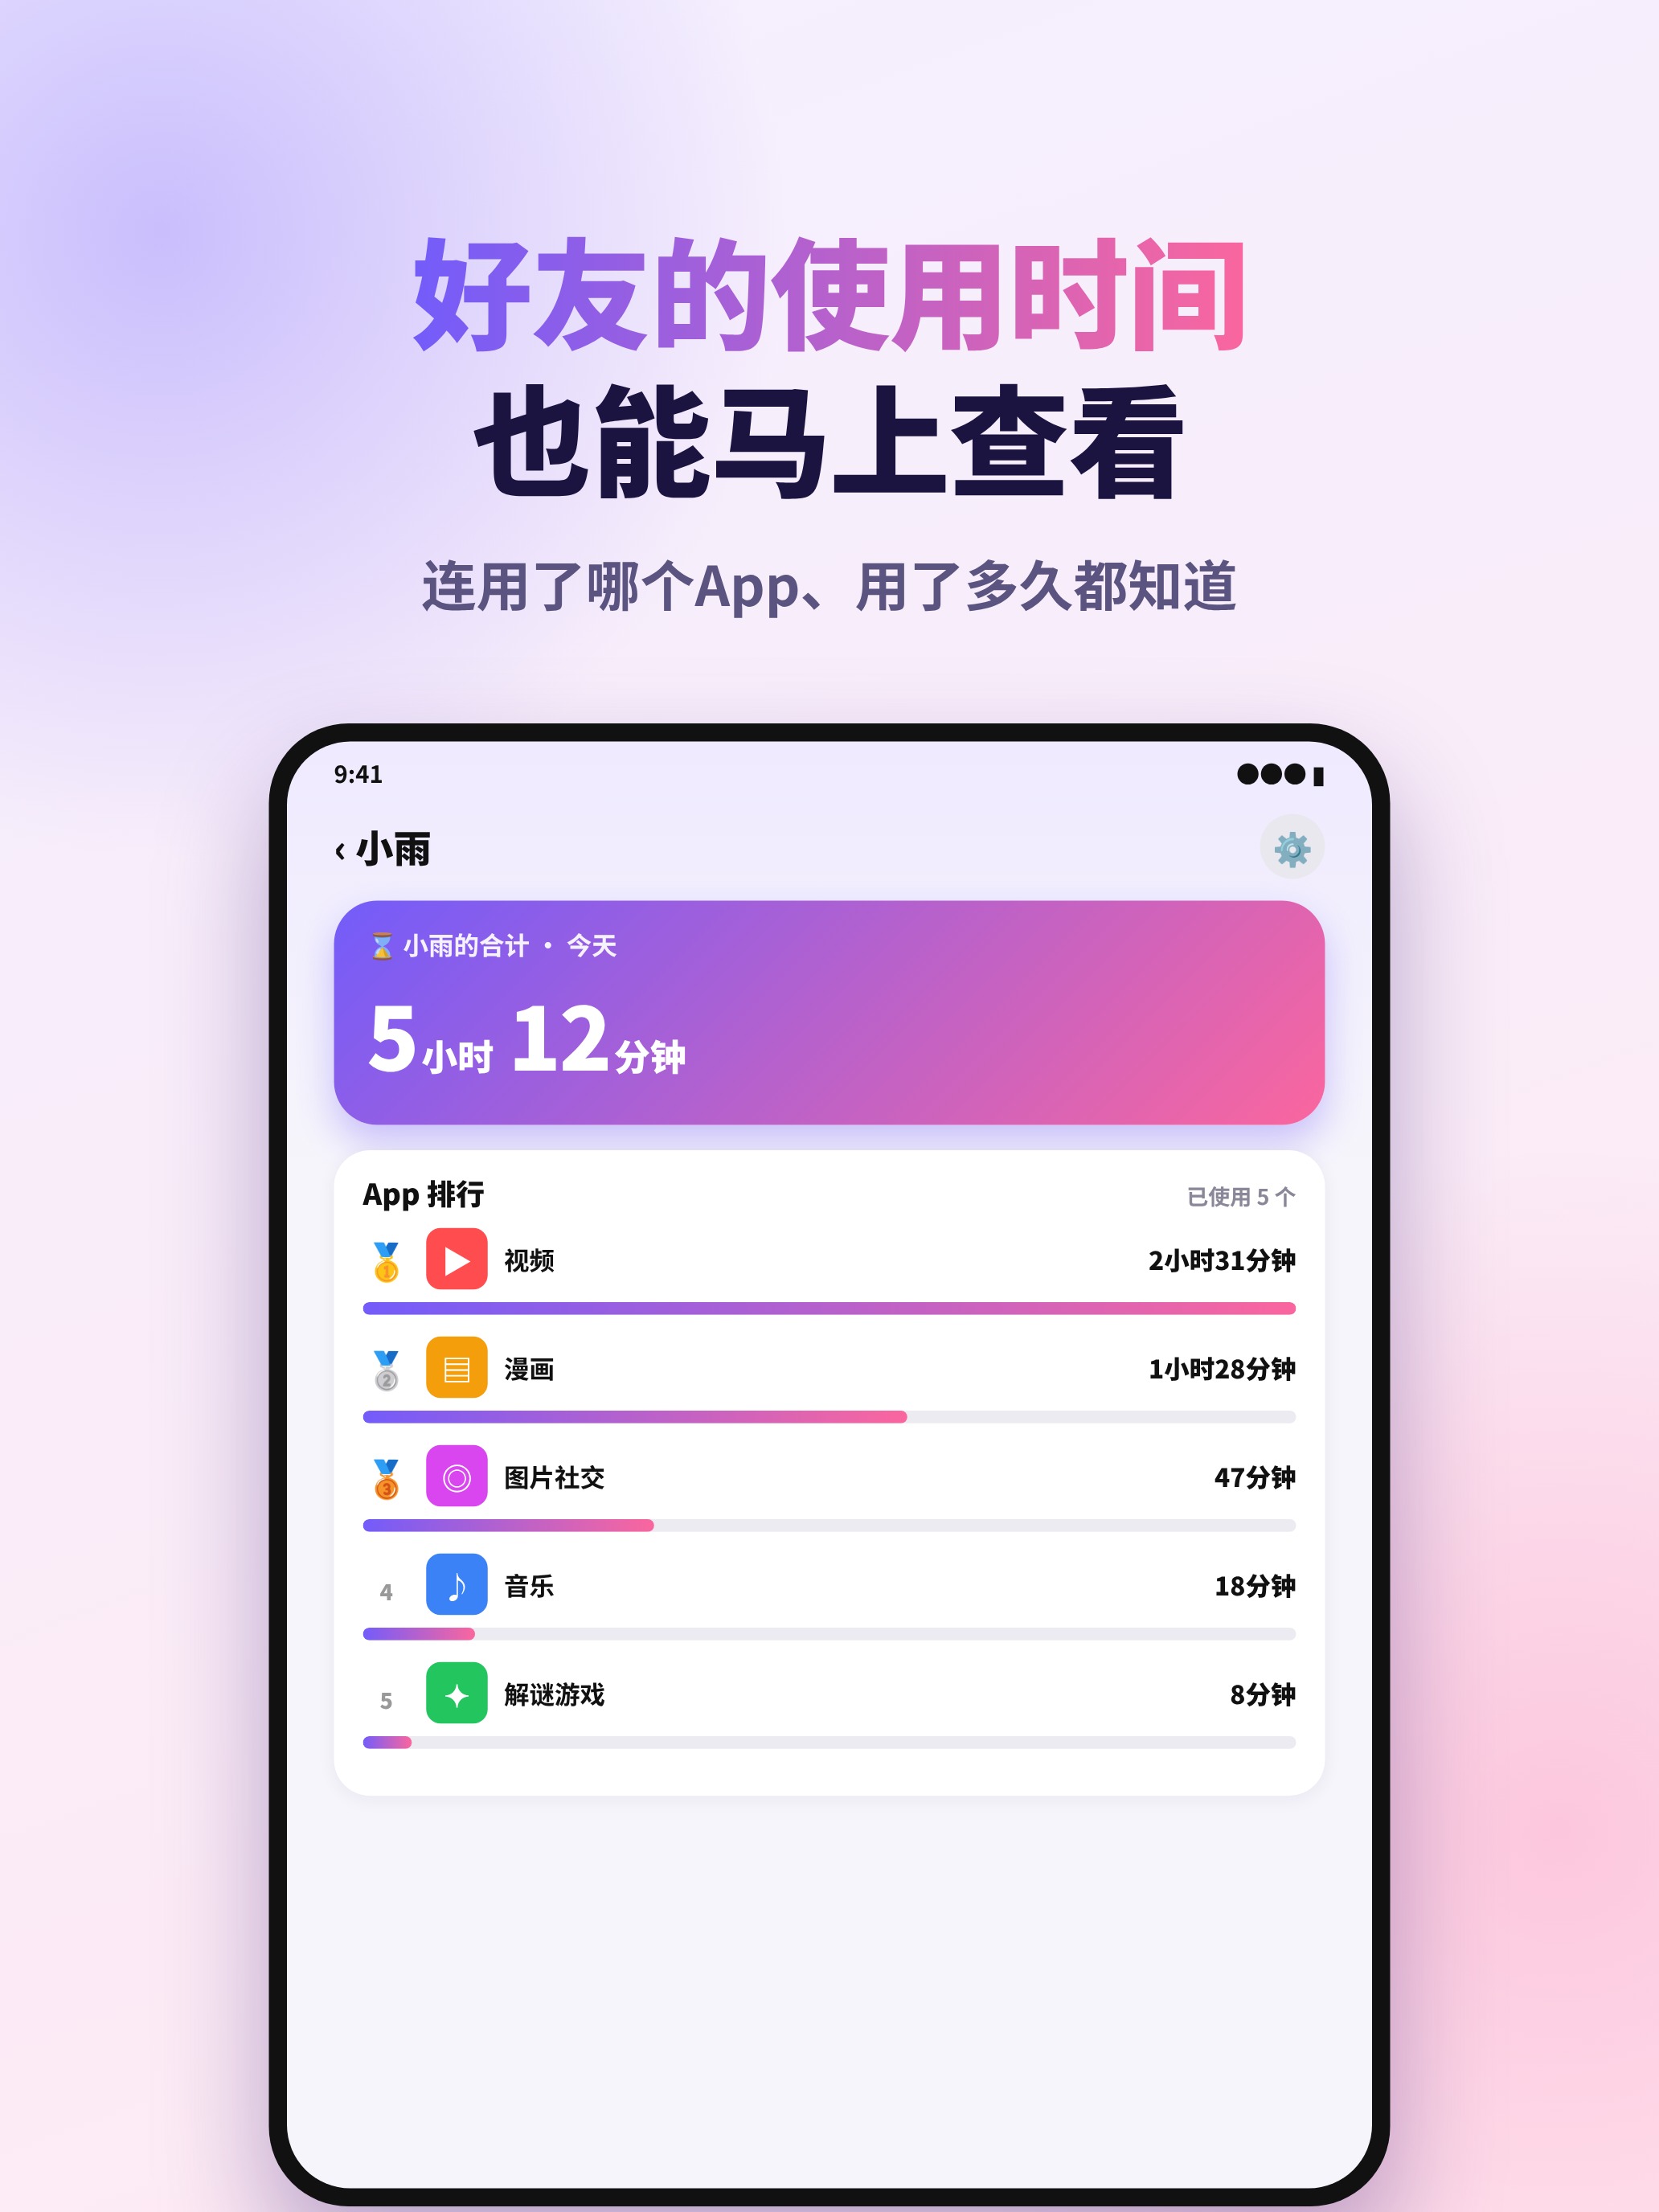 好友的使用时间
也能马上查看
连用了哪个App、用了多久都知道
9:41
‹ 小雨
⌛ 小雨的合计 · 今天
5小时 12分钟
App 排行
已使用 5 个
1 视频 2小时31分钟
2 漫画 1小时28分钟
3 图片社交 47分钟
4 音乐 18分钟
5 解谜游戏 8分钟